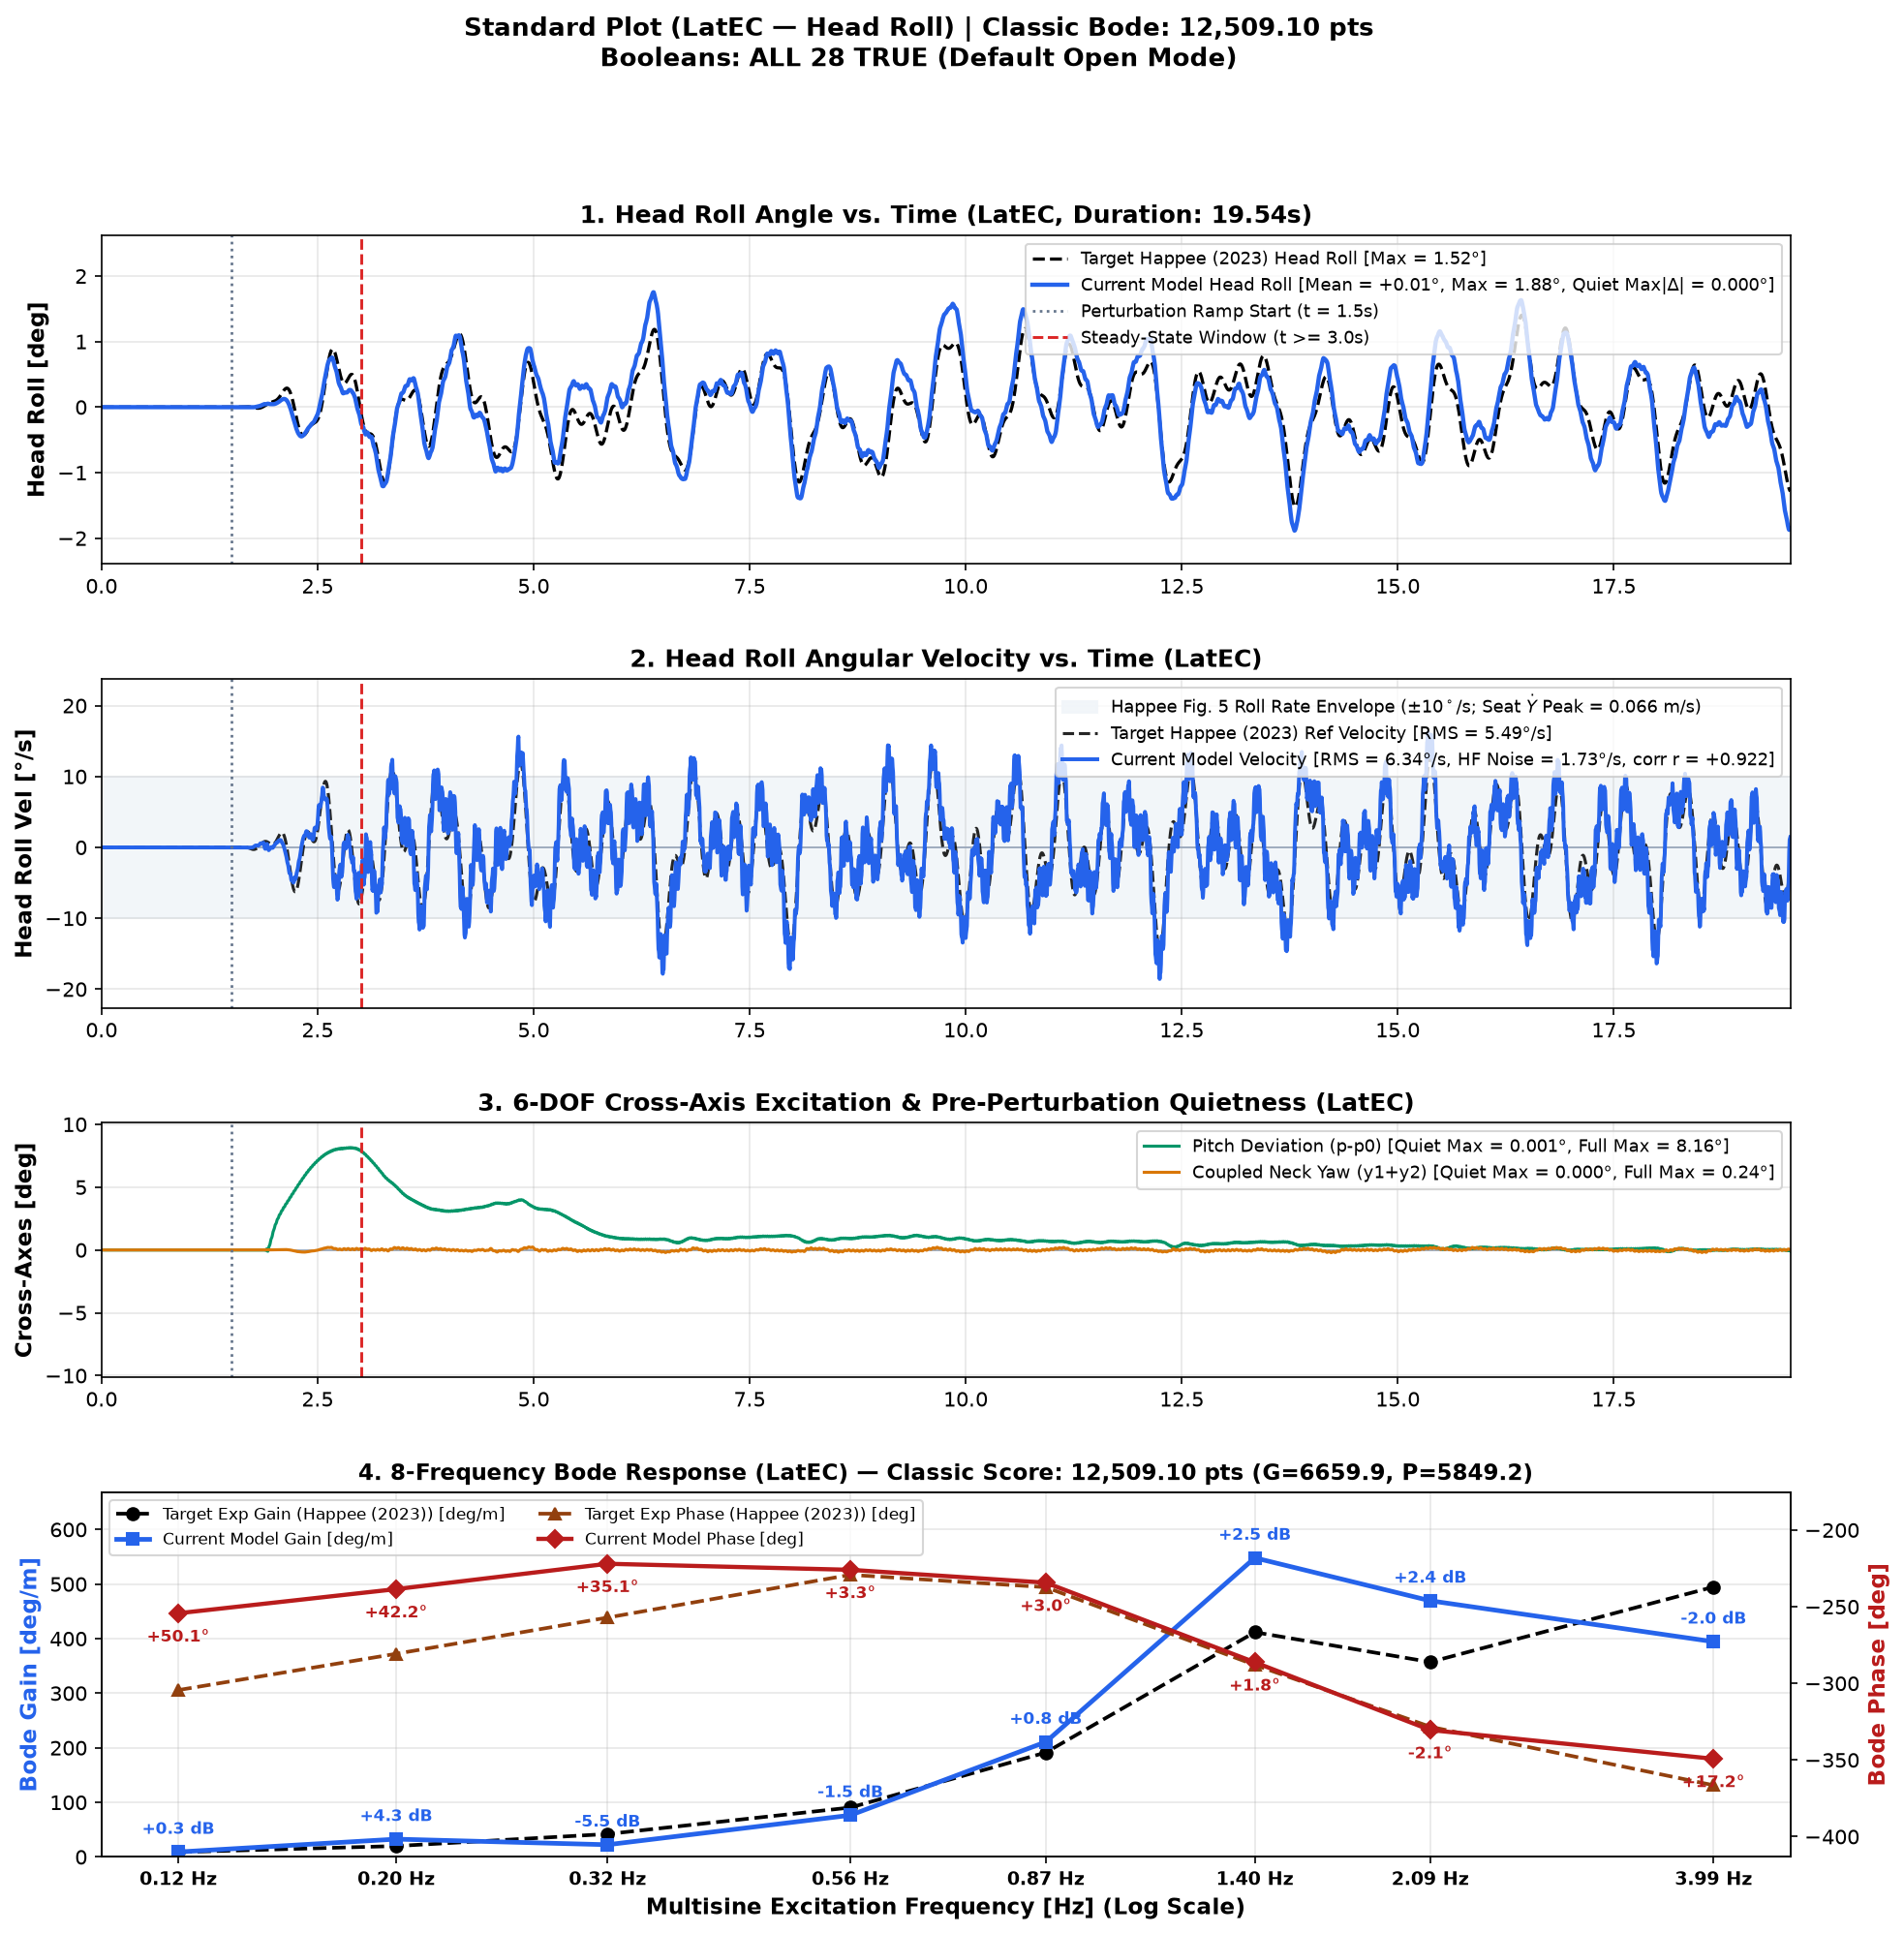 Standard Plot (LatEC — Head Roll) | Classic Bode: 12,509.10 pts
Booleans: ALL 28 TRUE (Default Open Mode)
1. Head Roll Angle vs. Time (LatEC, Duration: 19.54s)
Head Roll [deg]
2
1
0
−1
−2
Target Happee (2023) Head Roll [Max = 1.52°]
Current Model Head Roll [Mean = +0.01°, Max = 1.88°, Quiet Max|Δ| = 0.000°]
Perturbation Ramp Start (t = 1.5s)
Steady-State Window (t >= 3.0s)
0.0 2.5 5.0 7.5 10.0 12.5 15.0 17.5
2. Head Roll Angular Velocity vs. Time (LatEC)
Head Roll Vel [°/s]
20
10
0
−10
−20
Happee Fig. 5 Roll Rate Envelope (±10°/s; Seat Ẏ Peak = 0.066 m/s)
Target Happee (2023) Ref Velocity [RMS = 5.49°/s]
Current Model Velocity [RMS = 6.34°/s, HF Noise = 1.73°/s, corr r = +0.922]
0.0 2.5 5.0 7.5 10.0 12.5 15.0 17.5
3. 6-DOF Cross-Axis Excitation & Pre-Perturbation Quietness (LatEC)
Cross-Axes [deg]
10
5
0
−5
−10
Pitch Deviation (p-p0) [Quiet Max = 0.001°, Full Max = 8.16°]
Coupled Neck Yaw (y1+y2) [Quiet Max = 0.000°, Full Max = 0.24°]
0.0 2.5 5.0 7.5 10.0 12.5 15.0 17.5
4. 8-Frequency Bode Response (LatEC) — Classic Score: 12,509.10 pts (G=6659.9, P=5849.2)
Bode Gain [deg/m]
600
500
400
300
200
100
0
Target Exp Gain (Happee (2023)) [deg/m]
Current Model Gain [deg/m]
Target Exp Phase (Happee (2023)) [deg]
Current Model Phase [deg]
+0.3 dB
+4.3 dB
-5.5 dB
-1.5 dB
+0.8 dB
+2.5 dB
+2.4 dB
-2.0 dB
+50.1°
+42.2°
+35.1°
+3.3°
+3.0°
+1.8°
-2.1°
+17.2°
−200
−250
−300
−350
−400
Bode Phase [deg]
0.12 Hz 0.20 Hz 0.32 Hz 0.56 Hz 0.87 Hz 1.40 Hz 2.09 Hz 3.99 Hz
Multisine Excitation Frequency [Hz] (Log Scale)